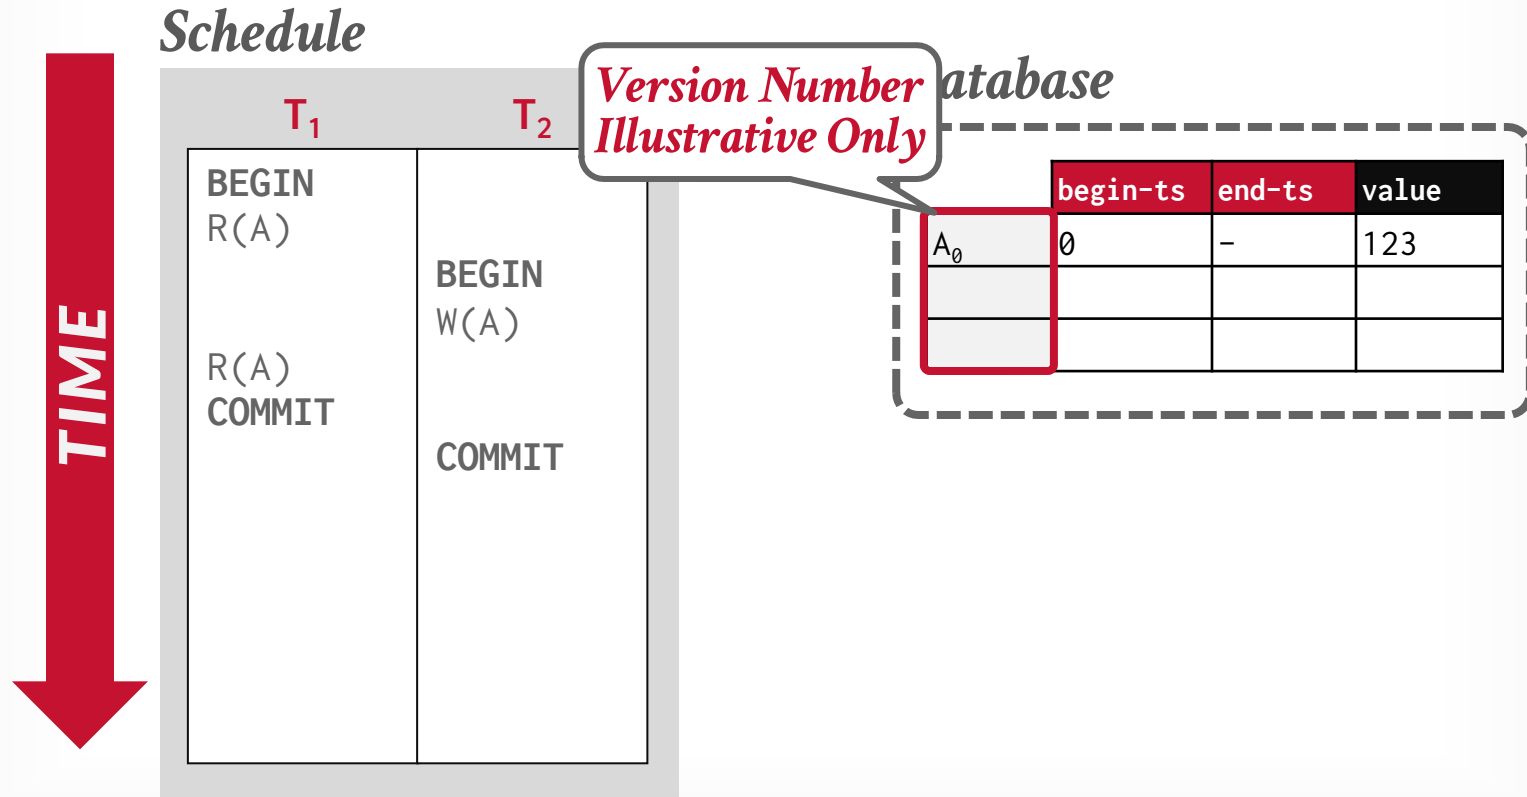 Schedule
TIME
T₁ T₂
BEGIN
R(A)
BEGIN
W(A)
R(A)
COMMIT
COMMIT
Version Number
Illustrative Only
atabase
begin-ts end-ts value
A₀ 0 – 123